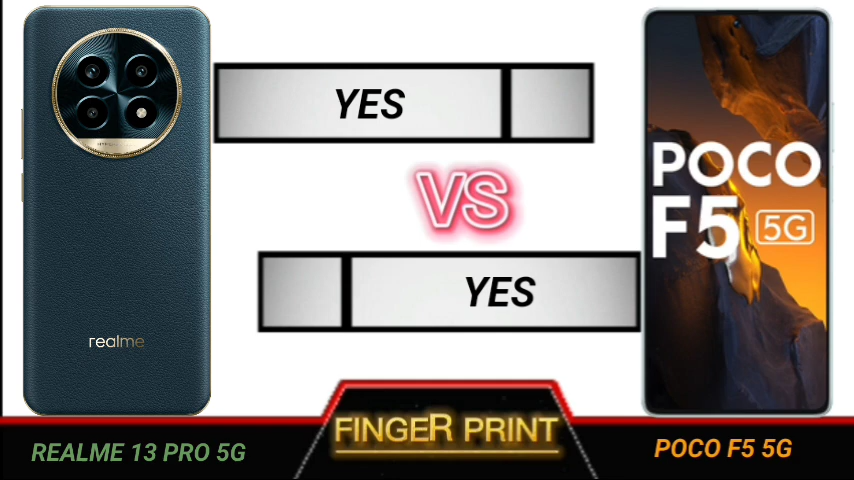 realme
YES
VS
YES
POCO
F5 5G
FINGER PRINT
REALME 13 PRO 5G
POCO F5 5G